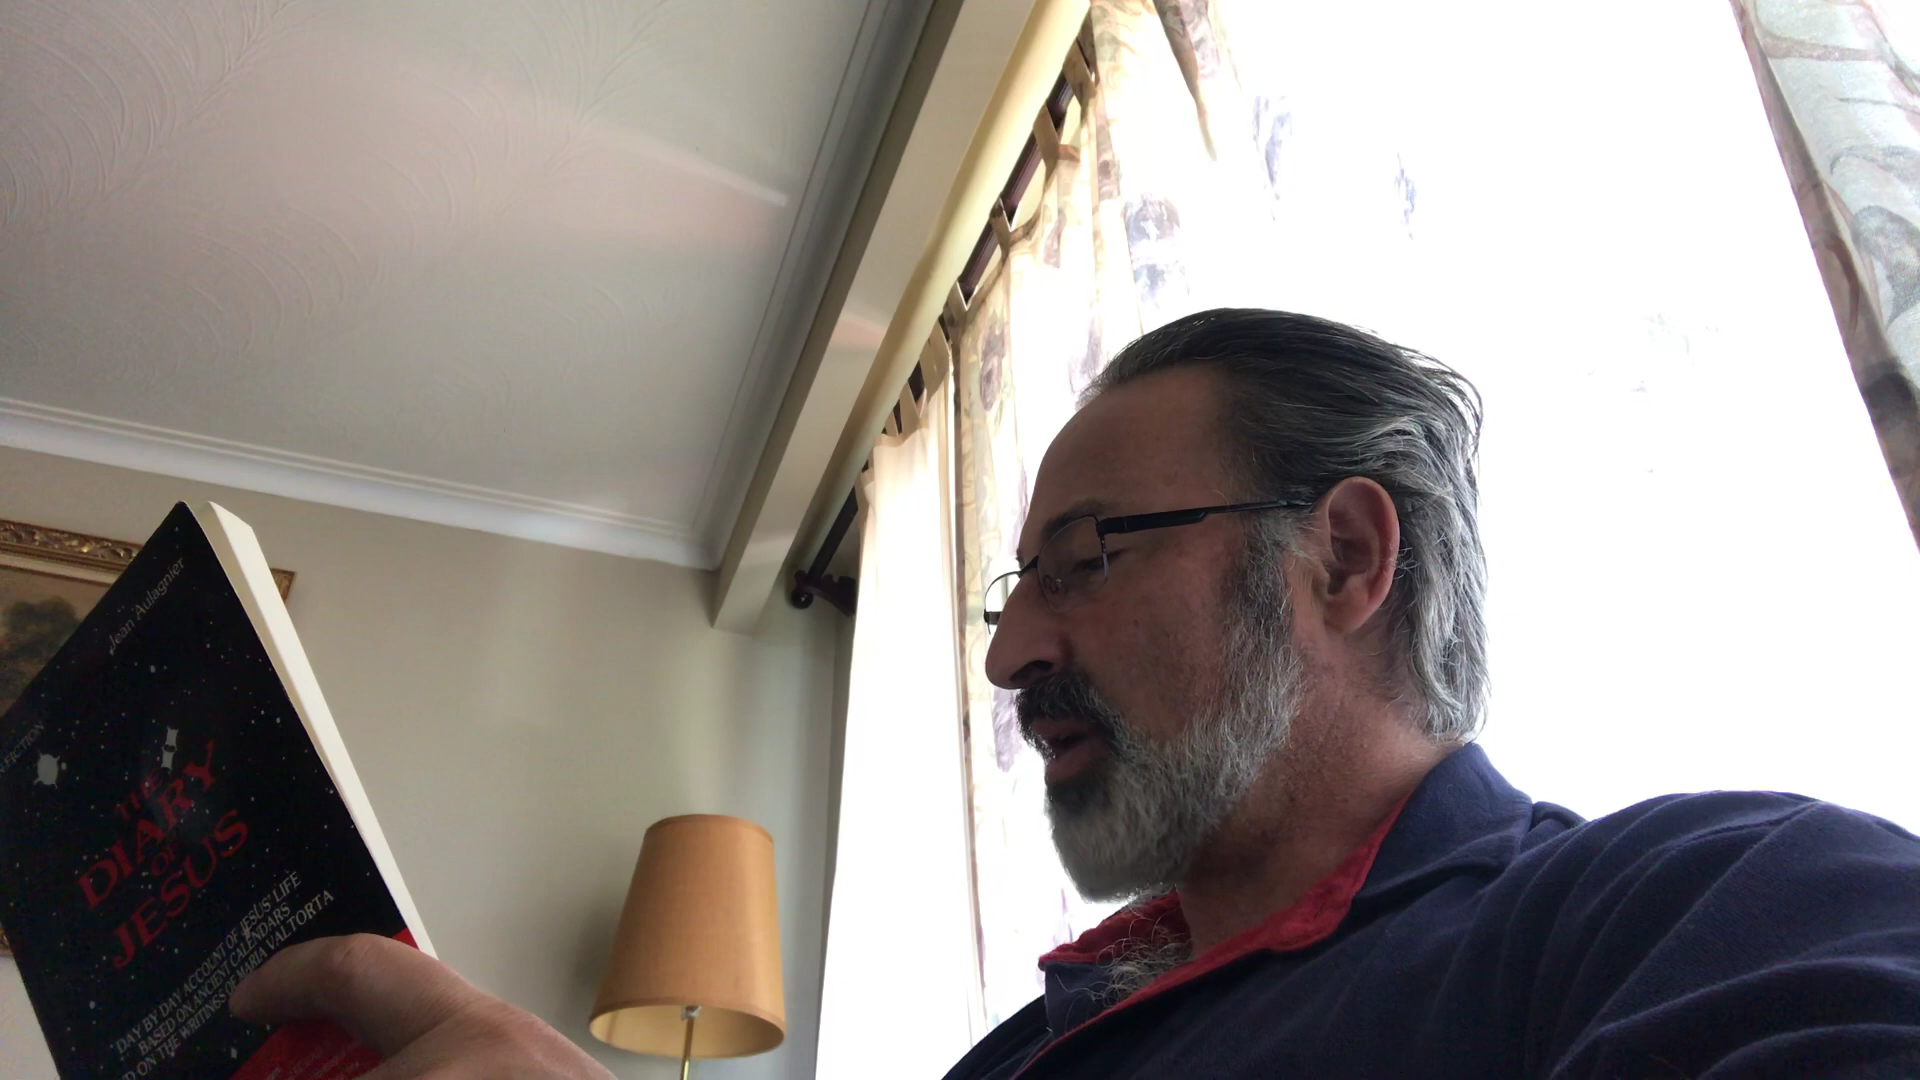 Jean Aulagnier
FICTION
THE
DIARY
OF
JESUS
DAY BY DAY ACCOUNT OF JESUS' LIFE
BASED ON ANCIENT CALENDARS
ON THE WRITINGS OF MARIA VALTORTA